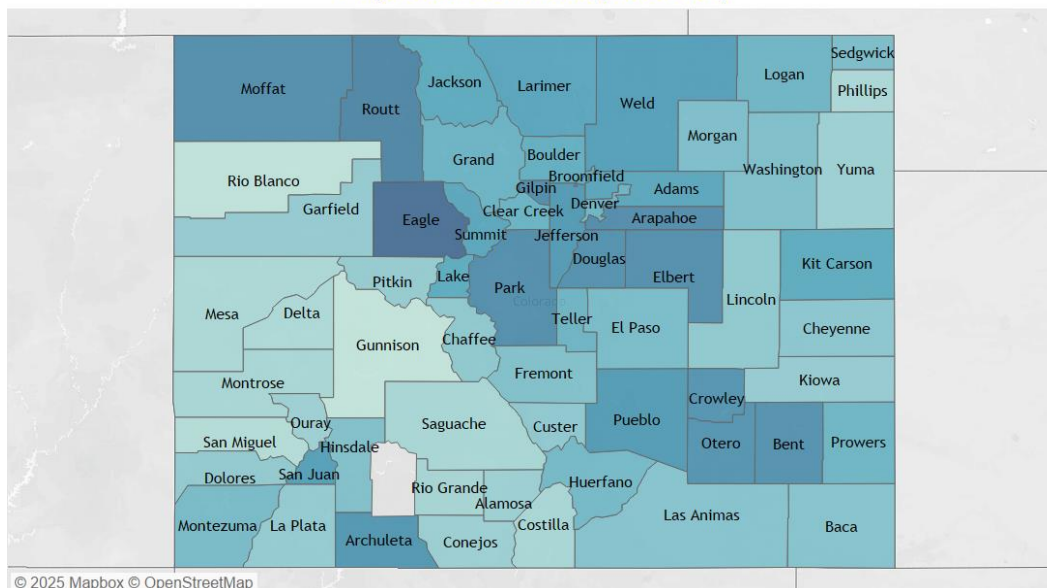 Sedgwick
Logan
Phillips
Jackson
Larimer
Moffat
Weld
Routt
Morgan
Boulder
Grand
Washington
Yuma
Broomfield
Rio Blanco
Gilpin
Adams
Denver
Garfield
Clear Creek
Eagle
Arapahoe
Summit
Jefferson
Douglas
Kit Carson
Lake
Elbert
Pitkin
Park
Lincoln
Colorado
Mesa
Delta
Teller
El Paso
Cheyenne
Chaffee
Gunnison
Fremont
Kiowa
Montrose
Crowley
Pueblo
Ouray
Saguache
Custer
San Miguel
Hinsdale
Otero
Bent
Prowers
San Juan
Dolores
Huerfano
Rio Grande
Alamosa
Las Animas
Montezuma
La Plata
Costilla
Baca
Archuleta
Conejos
© 2025 Mapbox © OpenStreetMap